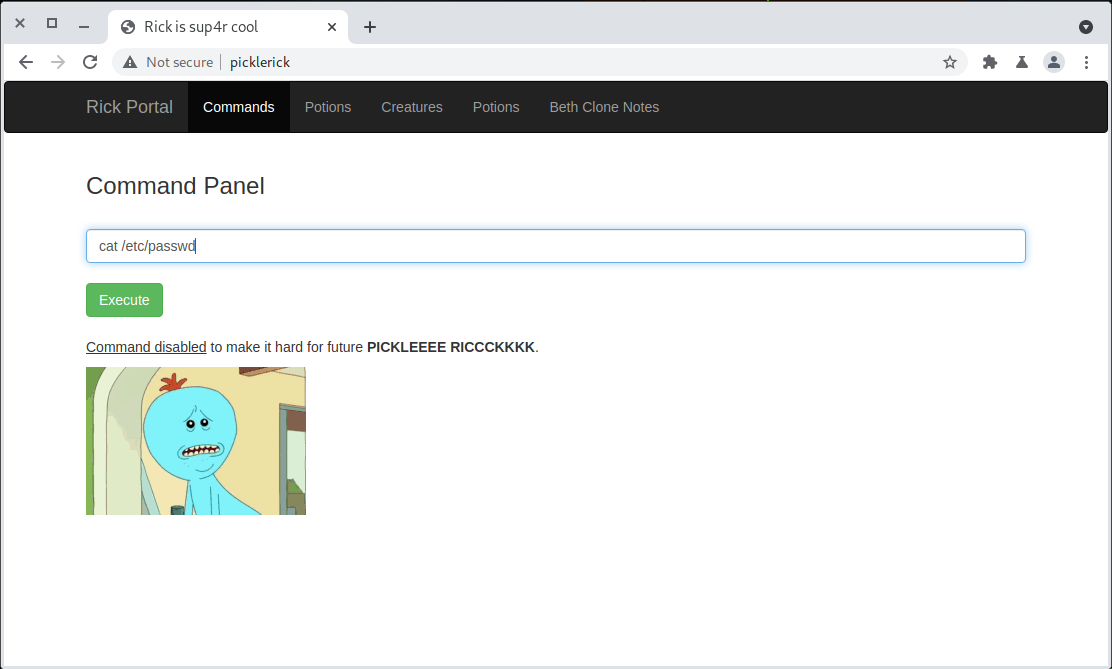 Rick is sup4r cool
Not secure picklerick
Rick Portal Commands Potions Creatures Potions Beth Clone Notes
Command Panel
cat /etc/passwd
Execute
Command disabled to make it hard for future PICKLEEEE RICCCKKKK.